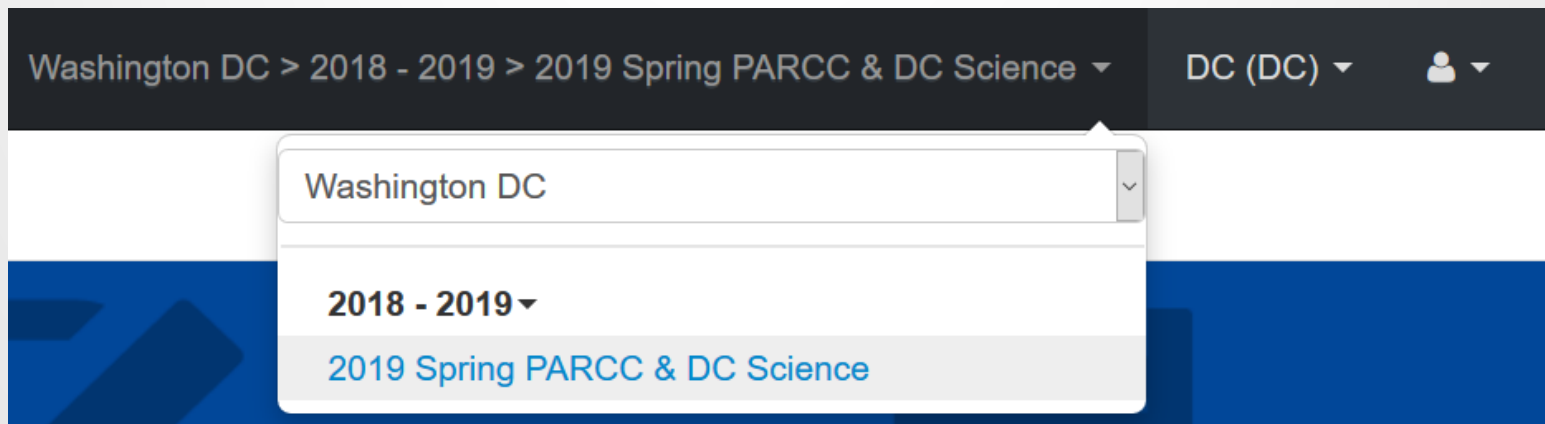 Washington DC > 2018 - 2019 > 2019 Spring PARCC & DC Science DC (DC)
Washington DC
2018 - 2019
2019 Spring PARCC & DC Science